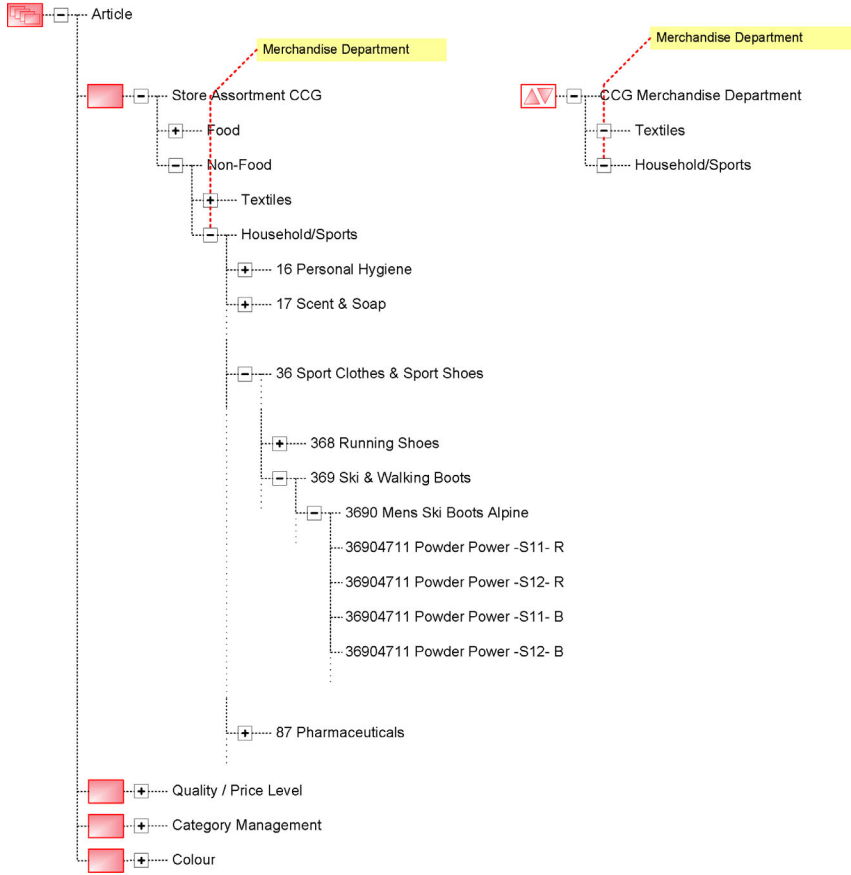 Article
Merchandise Department
Store Assortment CCG
Food
Non-Food
Textiles
Household/Sports
16 Personal Hygiene
17 Scent & Soap
36 Sport Clothes & Sport Shoes
368 Running Shoes
369 Ski & Walking Boots
3690 Mens Ski Boots Alpine
36904711 Powder Power -S11- R
36904711 Powder Power -S12- R
36904711 Powder Power -S11- B
36904711 Powder Power -S12- B
87 Pharmaceuticals
Quality / Price Level
Category Management
Colour
Merchandise Department
CCG Merchandise Department
Textiles
Household/Sports